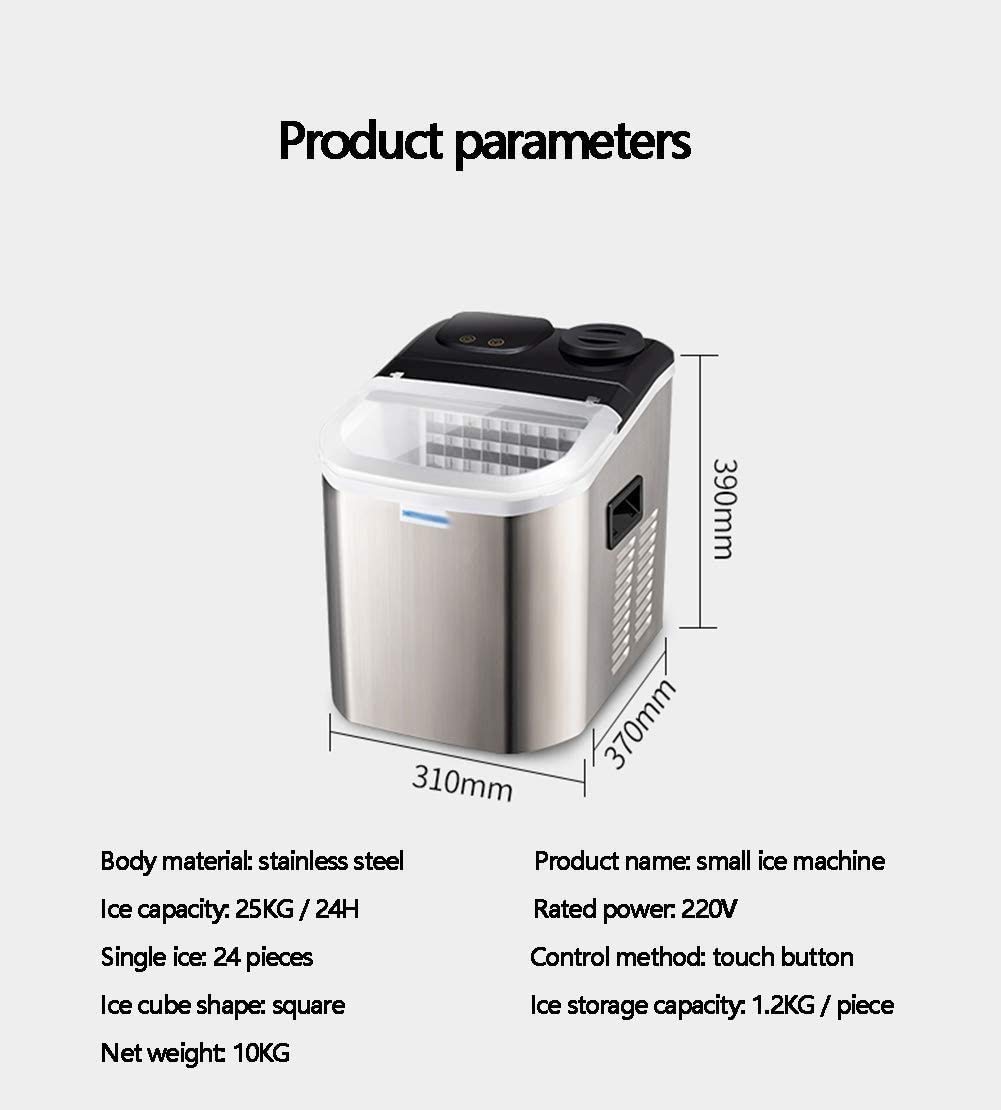 Product parameters
390mm
370mm
310mm
Body material: stainless steel
Product name: small ice machine
Ice capacity: 25KG / 24H
Rated power: 220V
Single ice: 24 pieces
Control method: touch button
Ice cube shape: square
Ice storage capacity: 1.2KG / piece
Net weight: 10KG